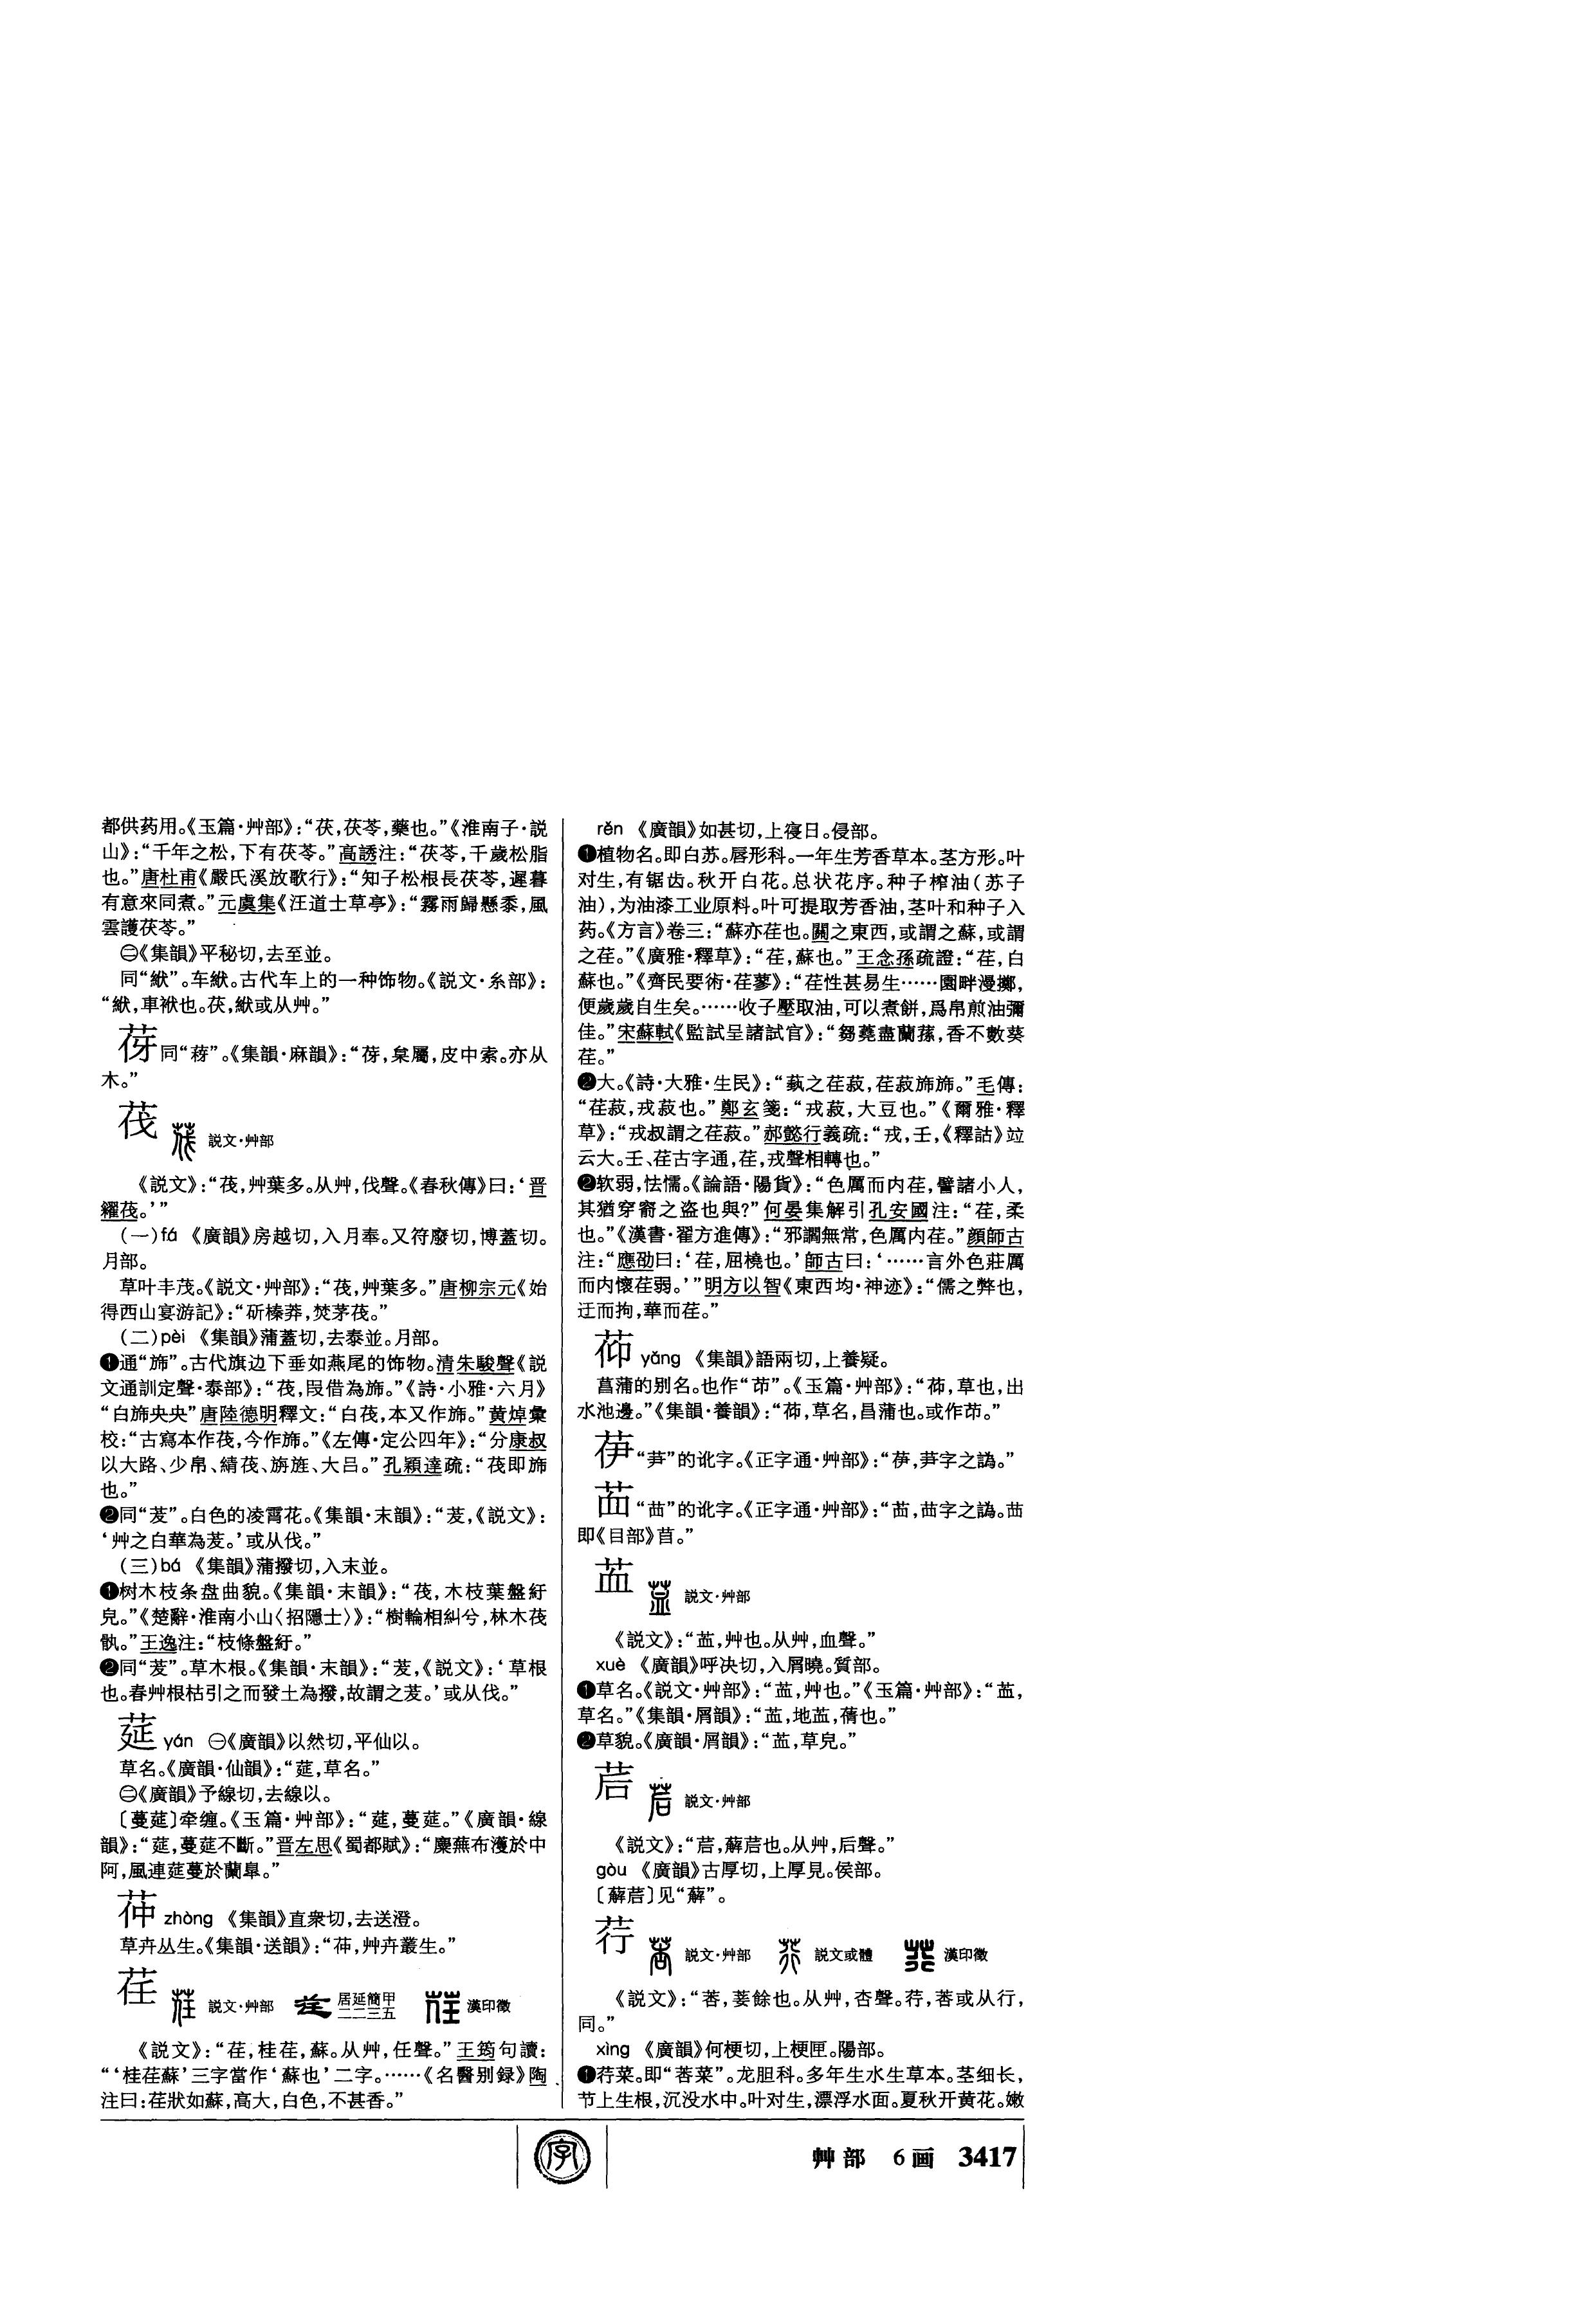 都供药用。《玉篇·艸部》：“茯，茯苓，藥也。”《淮南子·説
山》：“千年之松，下有茯苓。”高誘注：“茯苓，千歲松脂
也。”唐杜甫《嚴氏溪放歌行》：“知子松根長茯苓，遲暮
有意來同煮。”元虞集《汪道士草亭》：“霧雨歸懸黍，風
雲護茯苓。”
㊁《集韻》平秘切，去至並。
同“絥”。车絥。古代车上的一种饰物。《説文·糸部》：
“絥，車袱也。茯，絥或从艸。”
䓉同“䓉”。《集韻·麻韻》：“䓉，枲屬，皮中索。亦从
木。”
茷 説文·艸部
《説文》：“茷，艸葉多。从艸，伐聲。《春秋傳》曰：‘晋
糴茷。’”
（一）fá 《廣韻》房越切，入月奉。又符廢切，博蓋切。
月部。
草叶丰茂。《説文·艸部》：“茷，艸葉多。”唐柳宗元《始
得西山宴游記》：“斫榛莽，焚茅茷。”
（二）pèi 《集韻》蒲蓋切，去泰並。月部。
❶通“旆”。古代旗边下垂如燕尾的饰物。清朱駿聲《説
文通訓定聲·泰部》：“茷，叚借為旆。”《詩·小雅·六月》
“白旆央央”唐陸德明釋文：“白茷，本又作旆。”黄焯彙
校：“古寫本作茷，今作旆。”《左傳·定公四年》：“分康叔
以大路、少帛、綪茷、旃旌、大吕。”孔穎達疏：“茷即旆
也。”
❷同“茇”。白色的凌霄花。《集韻·末韻》：“茇，《説文》：
‘艸之白華為茇。’或从伐。”
（三）bá 《集韻》蒲撥切，入末並。
❶树木枝条盘曲貌。《集韻·末韻》：“茷，木枝葉盤紆
皃。”《楚辭·淮南小山〈招隱士〉》：“樹輪相糾兮，林木茷
骫。”王逸注：“枝條盤紆。”
❷同“茇”。草木根。《集韻·末韻》：“茇，《説文》：‘草根
也。春艸根枯引之而發土為撥，故謂之茇。’或从伐。”
莚 yán ㊀《廣韻》以然切，平仙以。
草名。《廣韻·仙韻》：“莚，草名。”
㊁《廣韻》予線切，去線以。
〔蔓莚〕牵缠。《玉篇·艸部》：“莚，蔓莚。”《廣韻·線
韻》：“莚，蔓莚不斷。”晋左思《蜀都賦》：“麋蕪布濩於中
阿，風連莚蔓於蘭臯。”
茽 zhòng 《集韻》直衆切，去送澄。
草卉丛生。《集韻·送韻》：“茽，艸卉叢生。”
荏 説文·艸部 居延簡甲二二三五 漢印徵
《説文》：“荏，桂荏，蘇。从艸，任聲。”王筠句讀：
“‘桂荏蘇’三字當作‘蘇也’二字。……《名醫别録》陶
注曰：荏狀如蘇，高大，白色，不甚香。”
rěn 《廣韻》如甚切，上寑日。侵部。
❶植物名。即白苏。唇形科。一年生芳香草本。茎方形。叶
对生，有锯齿。秋开白花。总状花序。种子榨油（苏子
油），为油漆工业原料。叶可提取芳香油，茎叶和种子入
药。《方言》卷三：“蘇亦荏也。關之東西，或謂之蘇，或謂
之荏。”《廣雅·釋草》：“荏，蘇也。”王念孫疏證：“荏，白
蘇也。”《齊民要術·荏蓼》：“荏性甚易生……園畔漫擲，
便歲歲自生矣。……收子壓取油，可以煮餅，爲帛煎油彌
佳。”宋蘇軾《監試呈諸試官》：“芻蕘盡蘭蓀，香不數葵
荏。”
❷大。《詩·大雅·生民》：“蓺之荏菽，荏菽旆旆。”毛傳：
“荏菽，戎菽也。”鄭玄箋：“戎菽，大豆也。”《爾雅·釋
草》：“戎叔謂之荏菽。”郝懿行義疏：“戎，壬，《釋詁》竝
云大。壬、荏古字通，荏，戎聲相轉也。”
❷软弱，怯懦。《論語·陽貨》：“色厲而内荏，譬諸小人，
其猶穿窬之盗也與？”何晏集解引孔安國注：“荏，柔
也。”《漢書·翟方進傳》：“邪讇無常，色厲内荏。”顔師古
注：“應劭曰：‘荏，屈橈也。’師古曰：‘……言外色莊厲
而内懷荏弱。’”明方以智《東西均·神迹》：“儒之弊也，
迂而拘，華而荏。”
茚 yǎng 《集韻》語兩切，上養疑。
菖蒲的别名。也作“茚”。《玉篇·艸部》：“䒢，草也，出
水池邊。”《集韻·養韻》：“䒢，草名，昌蒲也。或作茚。”
𦯔“芛”的讹字。《正字通·艸部》：“𦯔，芛字之譌。”
𦭽“苗”的讹字。《正字通·艸部》：“𦭽，苜字之譌。苜
即《目部》苜。”
䒸 説文·艸部
《説文》：“䒸，艸也。从艸，血聲。”
xuè 《廣韻》呼决切，入屑曉。質部。
❶草名。《説文·艸部》：“䒸，艸也。”《玉篇·艸部》：“䒸，
草名。”《集韻·屑韻》：“䒸，地䒸，蒨也。”
❷草貌。《廣韻·屑韻》：“䒸，草皃。”
茩 説文·艸部
《説文》：“茩，薢茩也。从艸，后聲。”
gòu 《廣韻》古厚切，上厚見。侯部。
〔薢茩〕见“薢”。
荇 説文·艸部 説文或體 漢印徵
《説文》：“莕，菨餘也。从艸，杏聲。荇，莕或从行，
同。”
xìng 《廣韻》何梗切，上梗匣。陽部。
❶荇菜。即“莕菜”。龙胆科。多年生水生草本。茎细长，
节上生根，沉没水中。叶对生，漂浮水面。夏秋开黄花。嫩
字
艸部 6画 3417